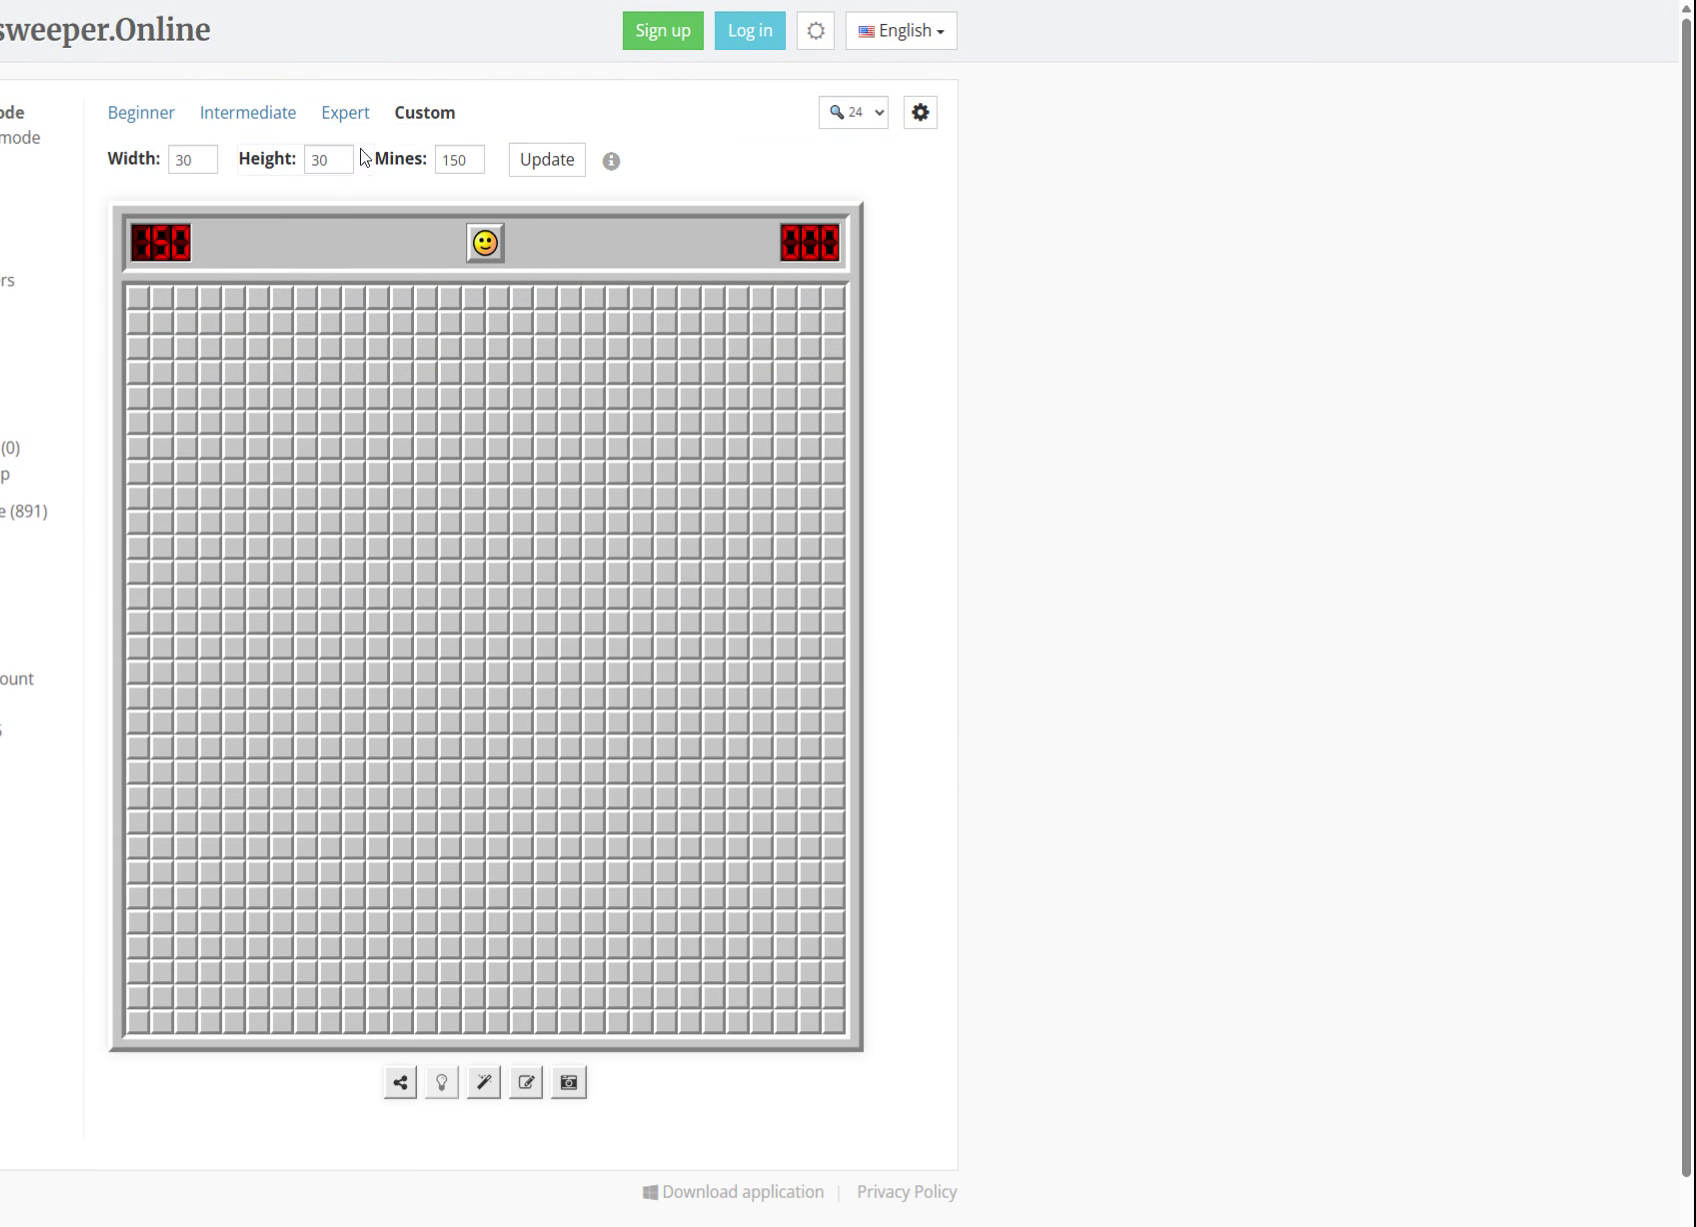 sweeper.Online
Sign up
Log in
English
ode
mode
Beginner Intermediate Expert Custom
24
Width: 30 Height: 30 Mines: 150 Update
150
000
ers
(0)
p
e (891)
ount
Download application | Privacy Policy